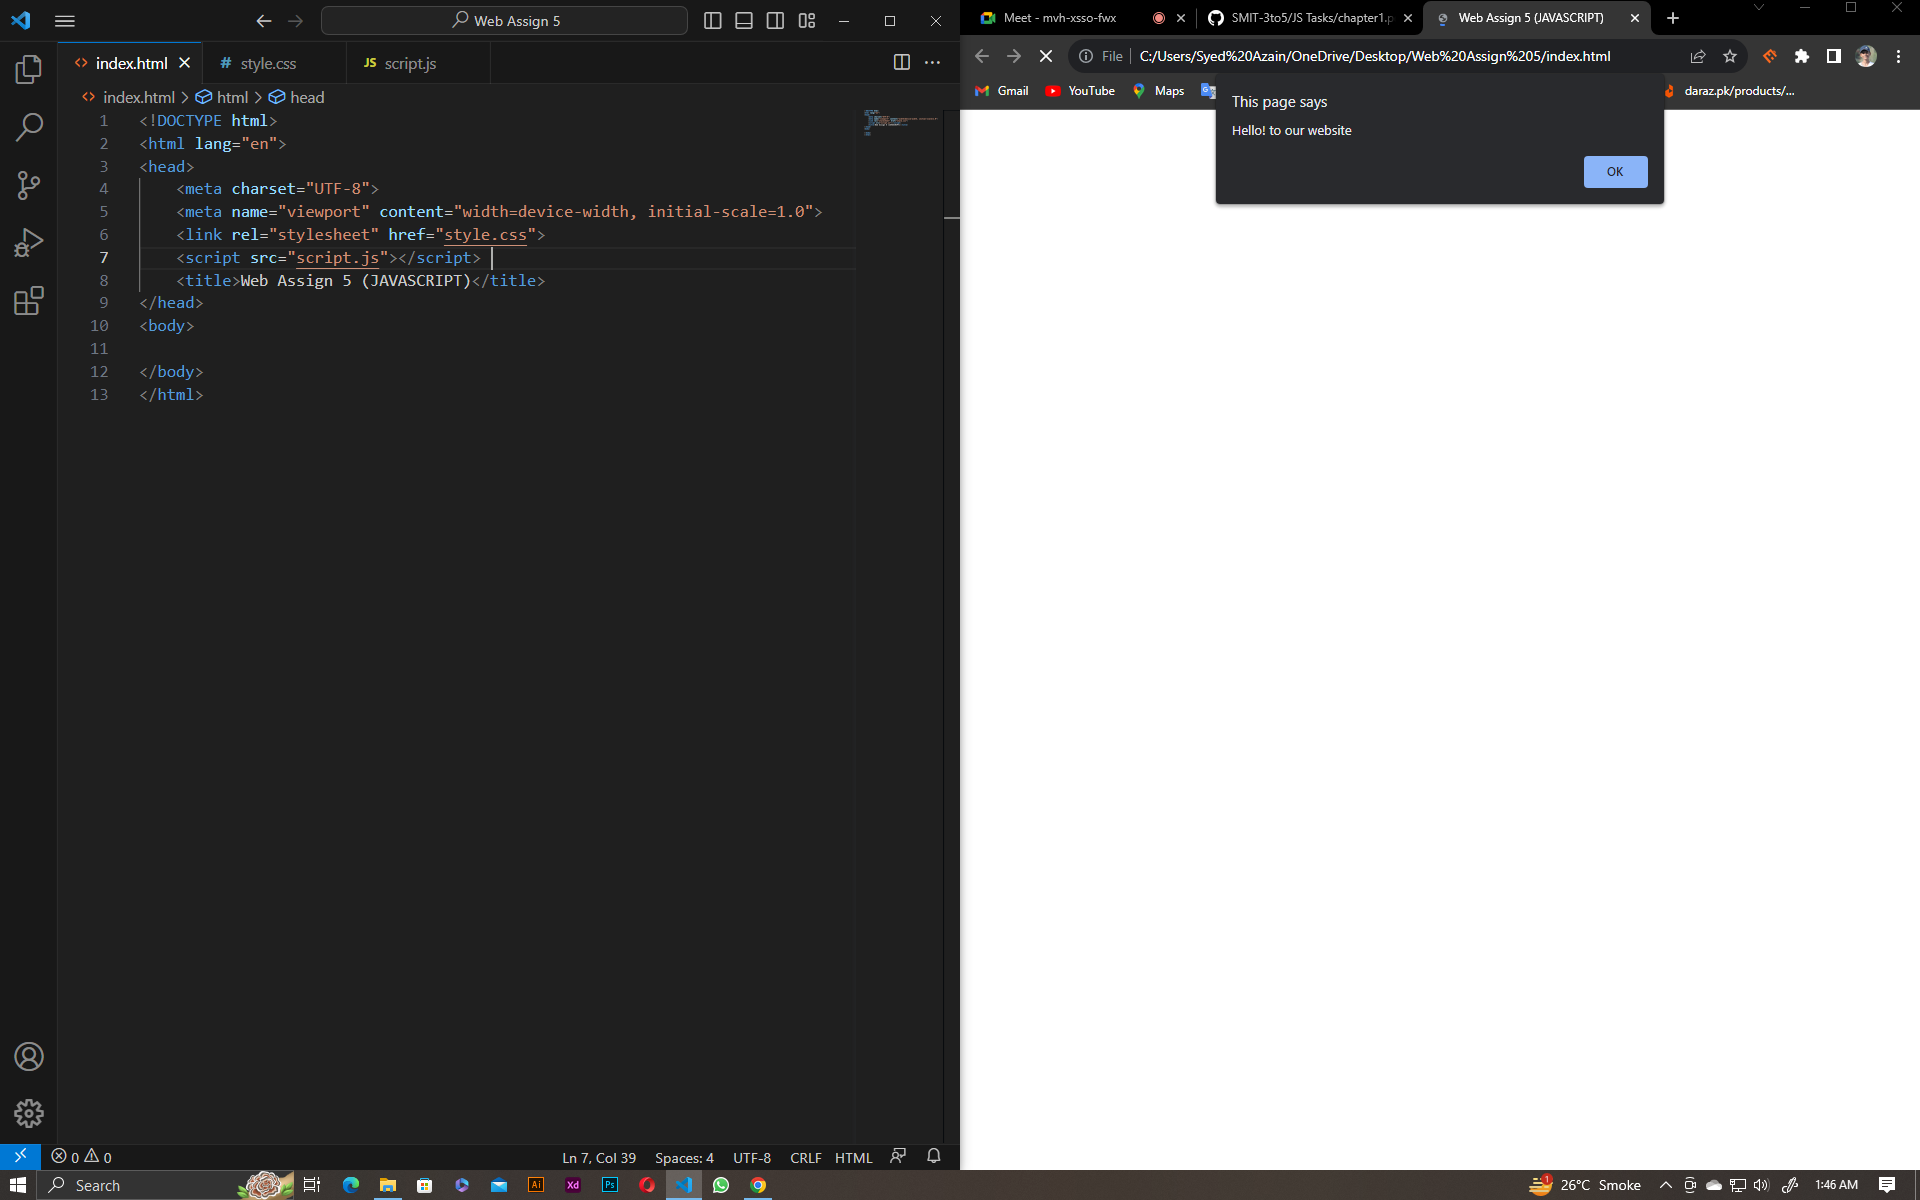 Web Assign 5
index.html
# style.css
JS script.js
index.html > html > head
1 <!DOCTYPE html>
2 <html lang="en">
3 <head>
4 <meta charset="UTF-8">
5 <meta name="viewport" content="width=device-width, initial-scale=1.0">
6 <link rel="stylesheet" href="style.css">
7 <script src="script.js"></script>
8 <title>Web Assign 5 (JAVASCRIPT)</title>
9 </head>
10 <body>
11
12 </body>
13 </html>
0 0
Ln 7, Col 39 Spaces: 4 UTF-8 CRLF HTML
Meet - mvh-xsso-fwx
SMIT-3to5/JS Tasks/chapter1.p
Web Assign 5 (JAVASCRIPT)
File C:/Users/Syed%20Azain/OneDrive/Desktop/Web%20Assign%205/index.html
Gmail YouTube Maps daraz.pk/products/...
This page says
Hello! to our website
OK
Search Ai Xd Ps 1 26°C Smoke 1:46 AM